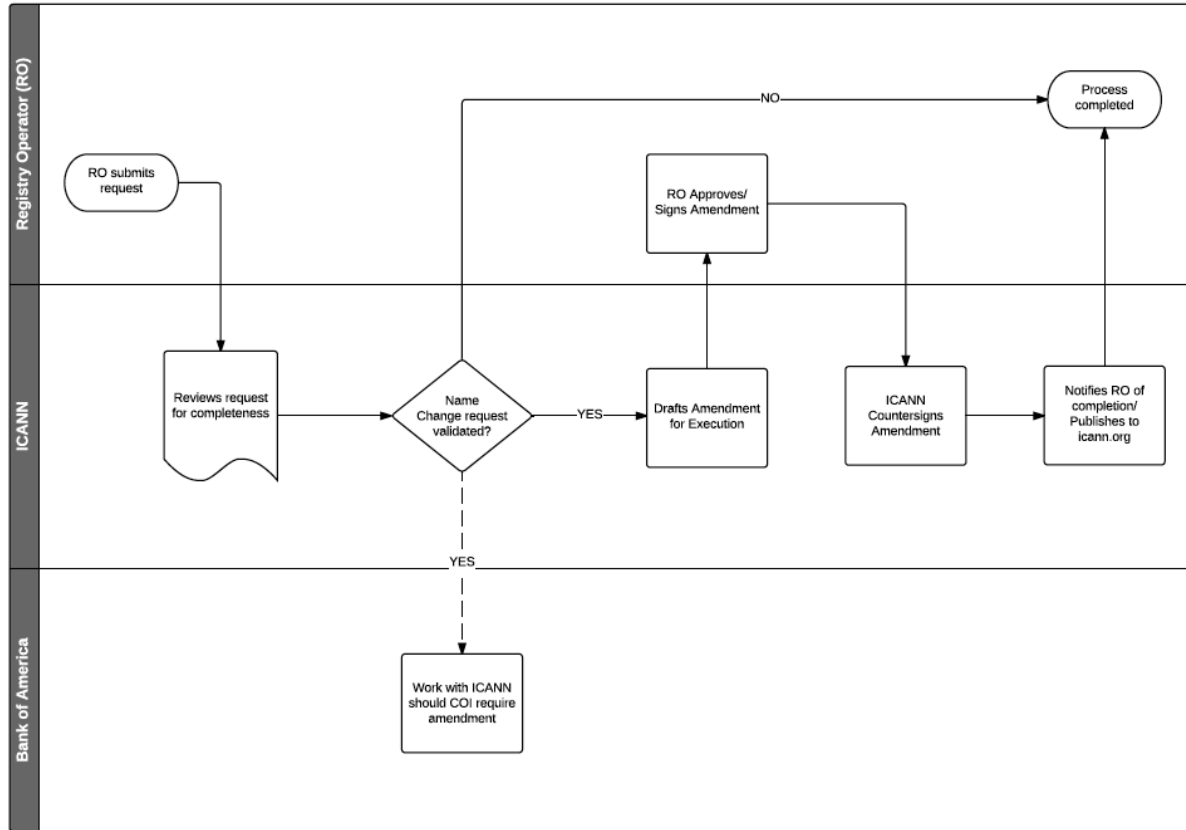 Registry Operator (RO)
NO
Process
completed
RO submits
request
RO Approves/
Signs Amendment
ICANN
Reviews request
for completeness
Name
Change request
validated?
YES
Drafts Amendment
for Execution
ICANN
Countersigns
Amendment
Notifies RO of
completion/
Publishes to
icann.org
YES
Bank of America
Work with ICANN
should COI require
amendment